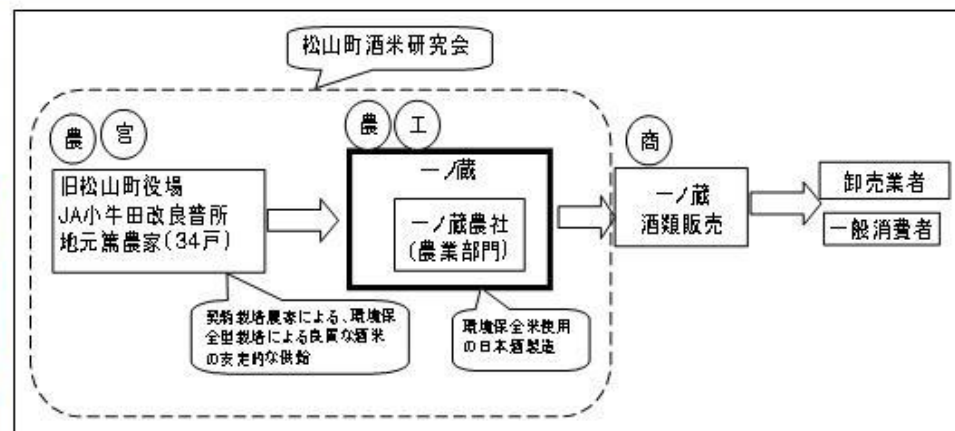 松山町酒米研究会
農
官
農
工
商
旧松山町役場
JA小牛田改良普所
地元篤農家(34戸)
一ノ蔵
一ノ蔵農社
(農業部門)
一ノ蔵
酒類販売
卸売業者
一般消費者
契約栽培農家による、環境保
全型栽培による良質な酒米
の安定的な供給
環境保全米使用
の日本酒製造